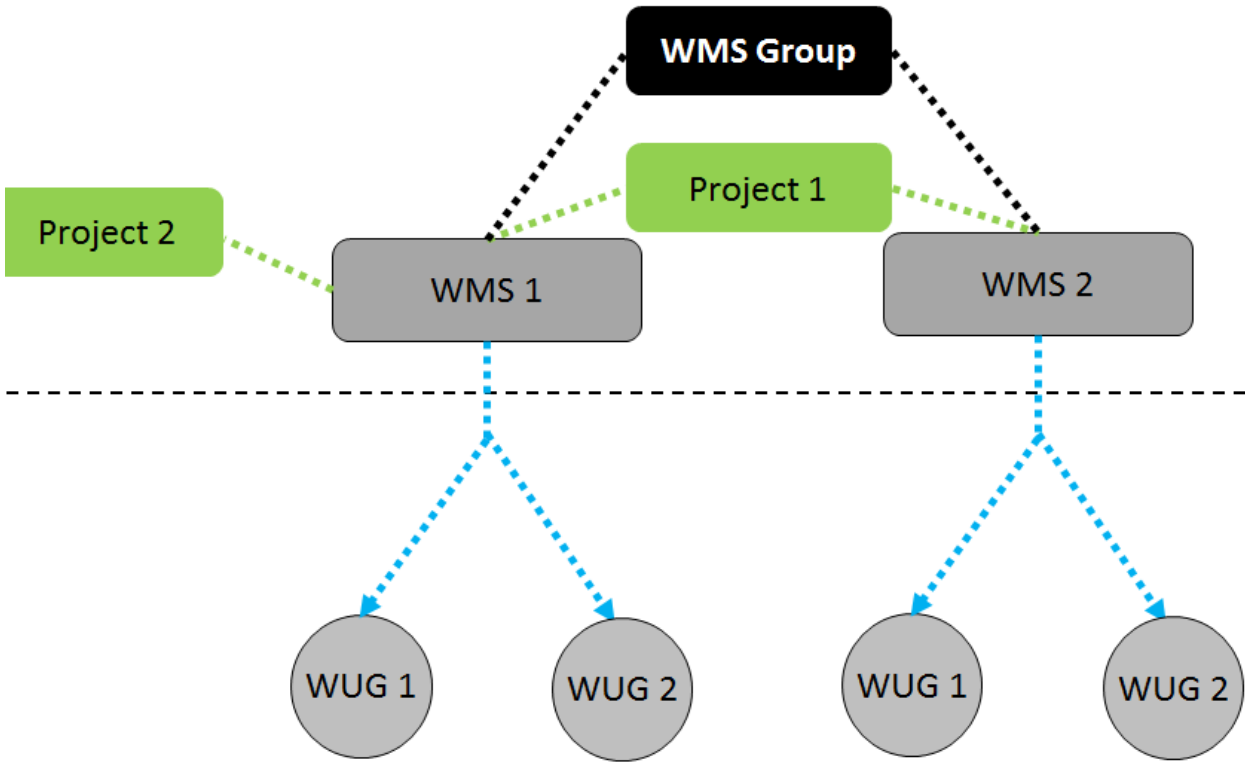 WMS Group
Project 1
Project 2
WMS 1
WMS 2
WUG 1
WUG 2
WUG 1
WUG 2